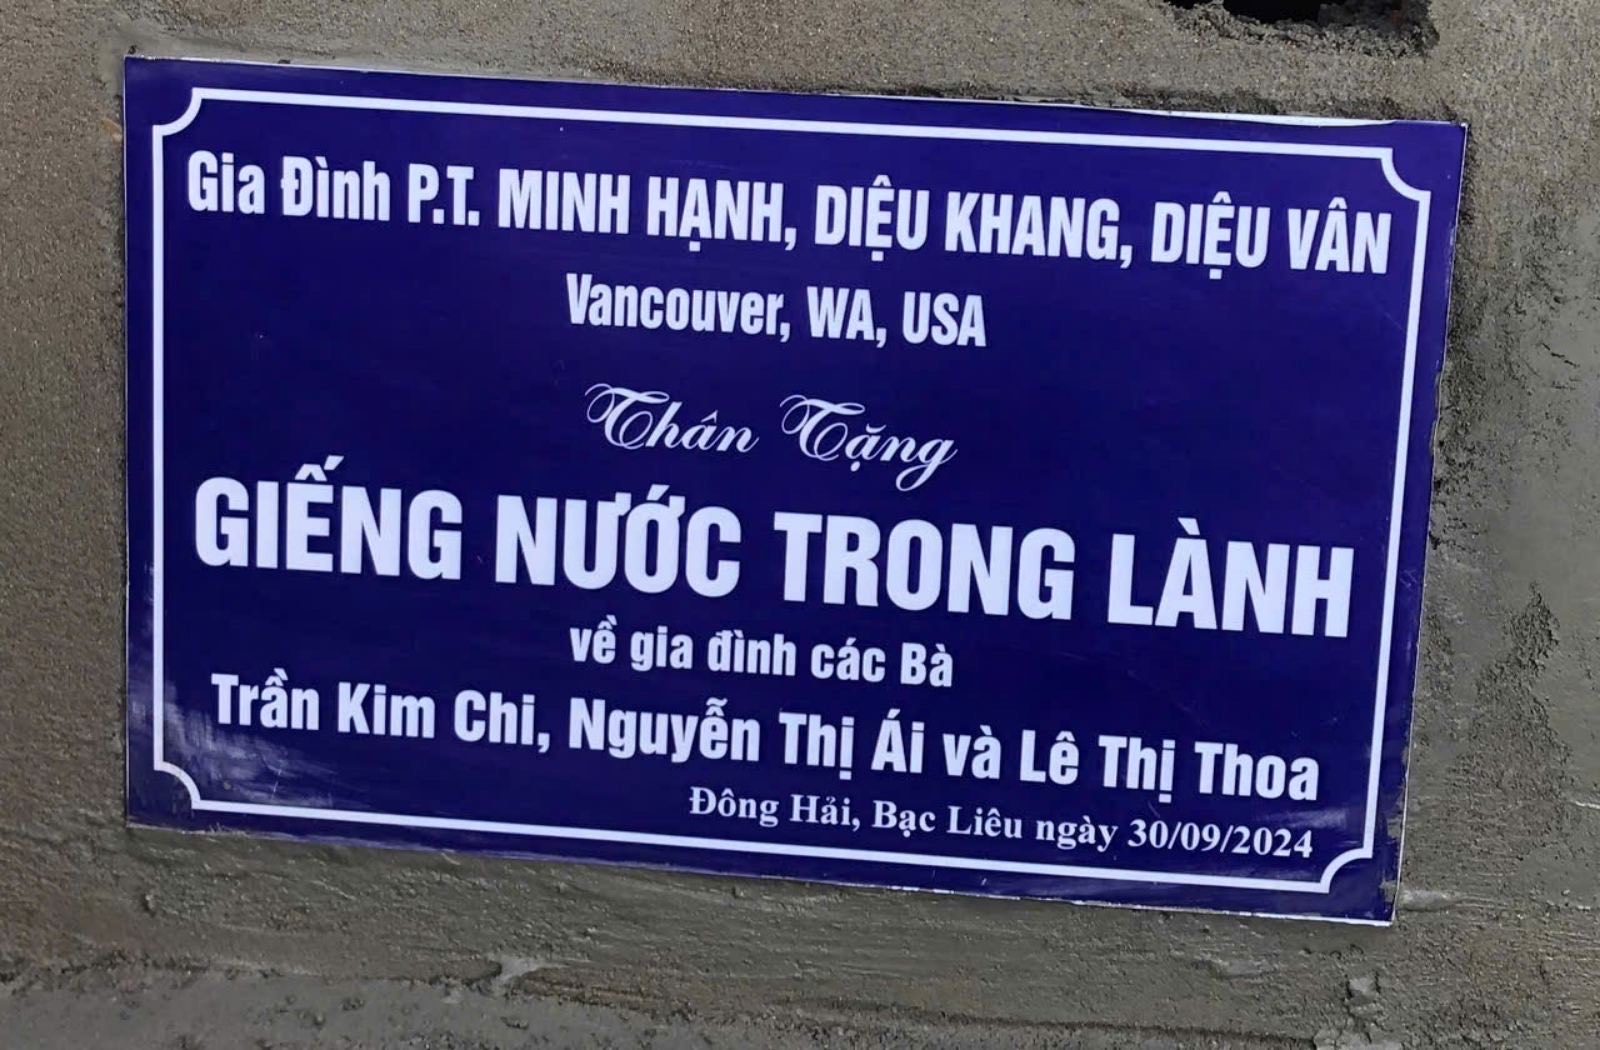 Gia Đình P.T. MINH HẠNH, DIỆU KHANG, DIỆU VÂN
Vancouver, WA, USA
Thân Tặng
GIẾNG NƯỚC TRONG LÀNH
về gia đình các Bà
Trần Kim Chi, Nguyễn Thị Ái và Lê Thị Thoa
Đông Hải, Bạc Liêu ngày 30/09/2024